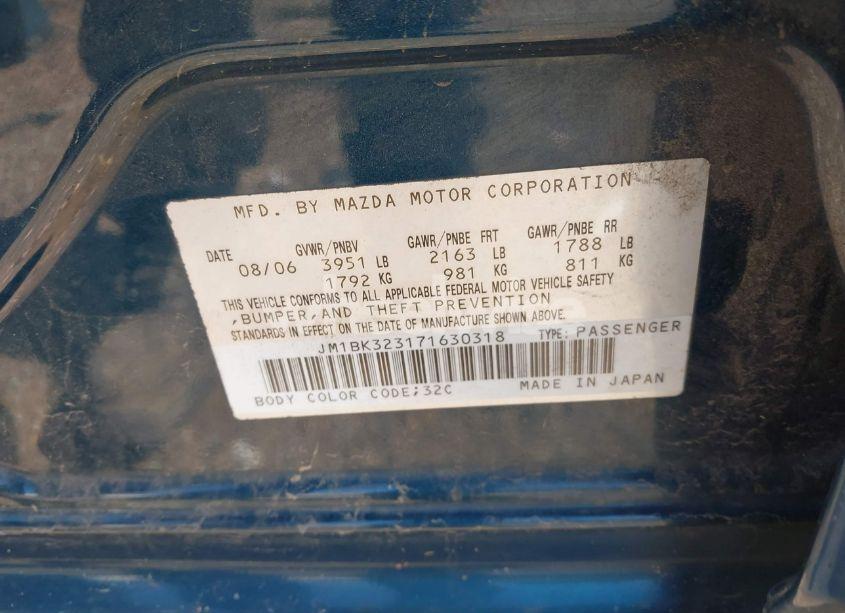 MFD. BY MAZDA MOTOR CORPORATION
DATE GVWR/PNBV GAWR/PNBE FRT GAWR/PNBE RR
08/06 3951 LB 2163 LB 1788 LB
1792 KG 981 KG 811 KG
THIS VEHICLE CONFORMS TO ALL APPLICABLE FEDERAL MOTOR VEHICLE SAFETY
,BUMPER,AND THEFT PREVENTION
STANDARDS IN EFFECT ON THE DATE OF MANUFACTURE SHOWN ABOVE.
JM1BK323171630318 TYPE: PASSENGER
BODY COLOR CODE;32C MADE IN JAPAN